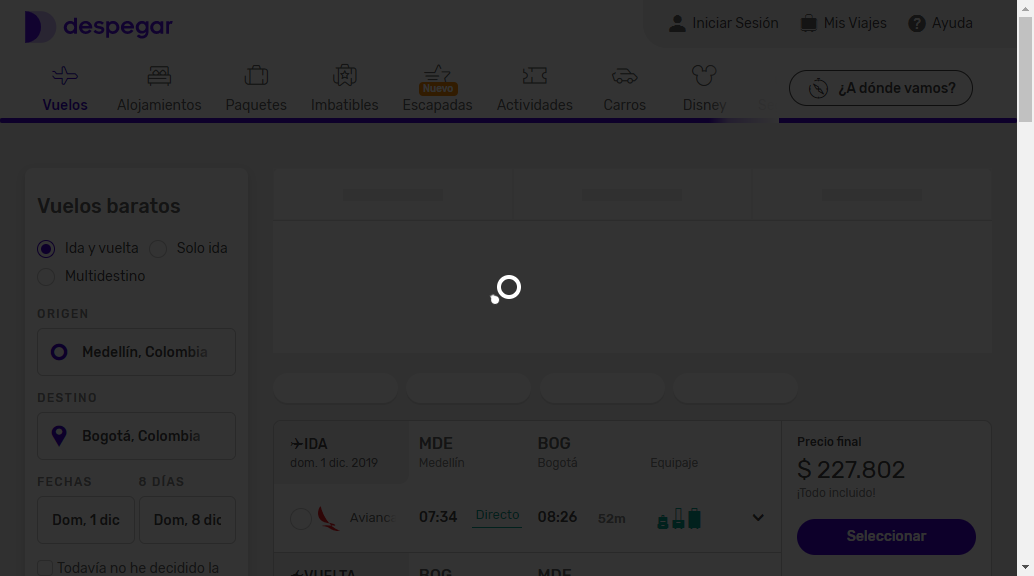 despegar
Iniciar Sesión
Mis Viajes
Ayuda
Vuelos
Alojamientos
Paquetes
Imbatibles
Nuevo
Escapadas
Actividades
Carros
Disney
¿A dónde vamos?
Vuelos baratos
Ida y vuelta
Solo ida
Multidestino
ORIGEN
Medellín, Colombia
DESTINO
Bogotá, Colombia
FECHAS
8 DÍAS
Dom, 1 dic
Dom, 8 dic
Todavía no he decidido la
IDA
dom. 1 dic. 2019
MDE
Medellín
BOG
Bogotá
Equipaje
Avianc
07:34
Directo
08:26
52m
VUELTA
BOG
MDE
Precio final
$ 227.802
¡Todo incluido!
Seleccionar